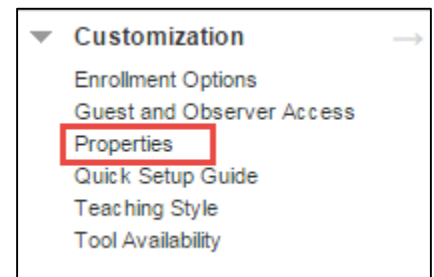 Customization
Enrollment Options
Guest and Observer Access
Properties
Quick Setup Guide
Teaching Style
Tool Availability